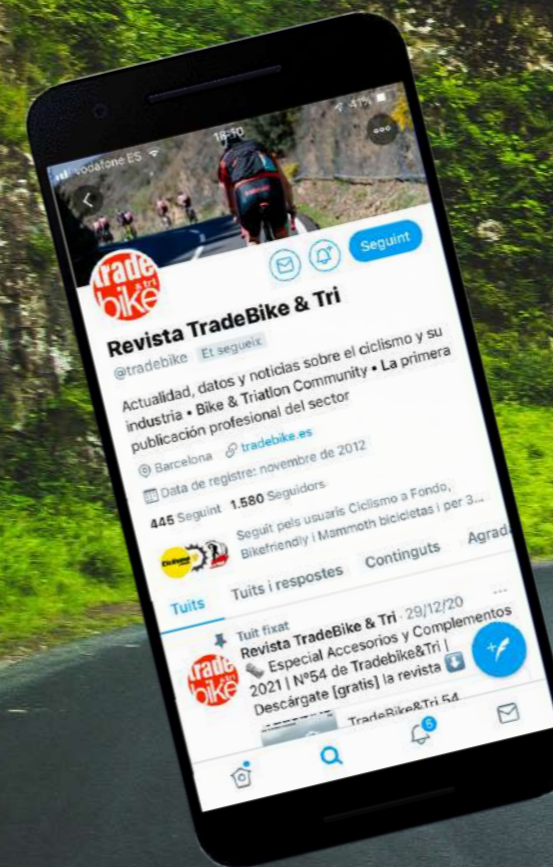 vodafone ES
18:10
41%
Seguint
trade
bike
& tri
Revista TradeBike & Tri
@tradebike Et segueix
Actualidad, datos y noticias sobre el ciclismo y su
industria • Bike & Triatlon Community • La primera
publicación profesional del sector
Barcelona tradebike.es
Data de registre: novembre de 2012
445 Seguint 1.580 Seguidors
Seguit pels usuaris Ciclismo a Fondo,
Bikefriendly i Mammoth bicicletas i per 3...
Tuits Tuits i respostes Continguts Agrad
Tuit fixat
Revista TradeBike & Tri · 29/12/20
Especial Accesorios y Complementos
2021 | Nº54 de Tradebike&Tri |
Descárgate [gratis] la revista
trade
bike
TradeBike&Tri 54